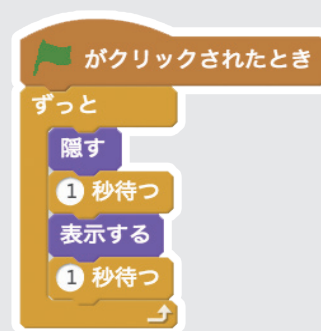 がクリックされたとき
ずっと
隠す
1 秒待つ
表示する
1 秒待つ